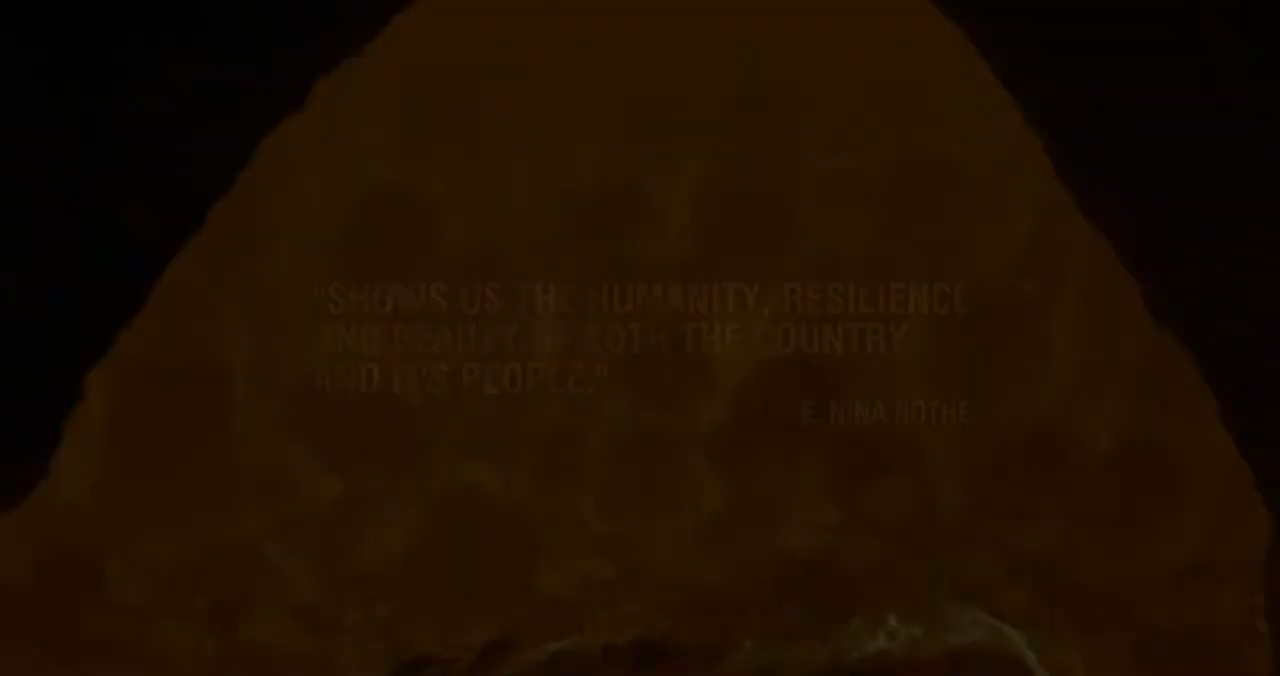 "SHOWS US THE HUMANITY, RESILIENCE
AND BEAUTY OF BOTH THE COUNTRY
AND IT'S PEOPLE."
E. NINA ROTHE